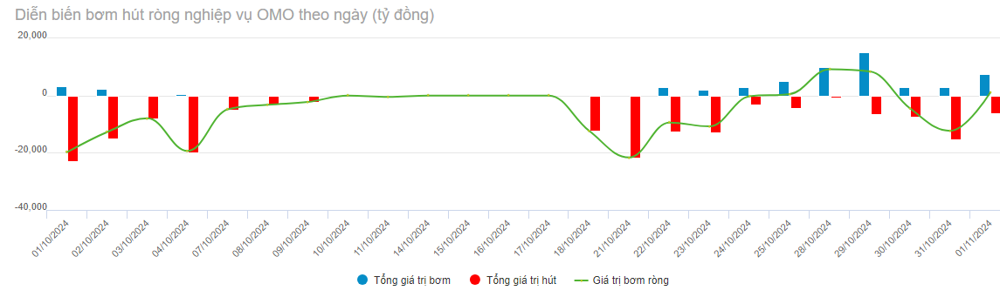 Diễn biến bơm hút ròng nghiệp vụ OMO theo ngày (tỷ đồng)
20,000
0
-20,000
-40,000
01/10/2024 02/10/2024 03/10/2024 04/10/2024 07/10/2024 08/10/2024 09/10/2024 10/10/2024 11/10/2024 14/10/2024 15/10/2024 16/10/2024 17/10/2024 18/10/2024 21/10/2024 22/10/2024 23/10/2024 24/10/2024 25/10/2024 28/10/2024 29/10/2024 30/10/2024 31/10/2024 01/11/2024
Tổng giá trị bơm Tổng giá trị hút Giá trị bơm ròng